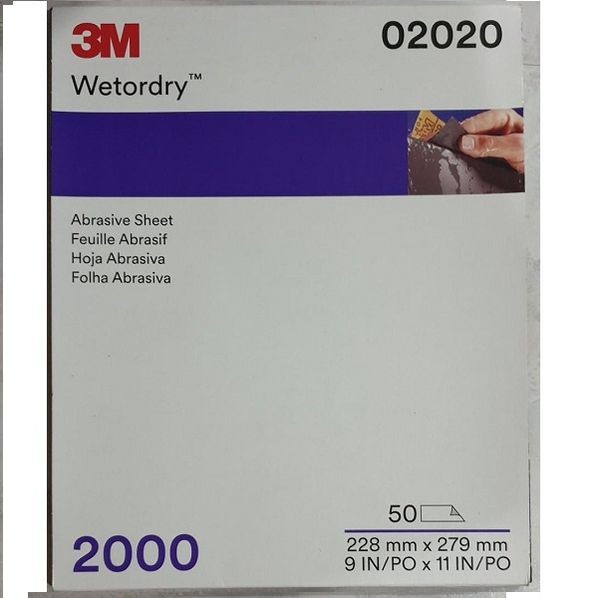 3M
02020
Wetordry™
Abrasive Sheet
Feuille Abrasif
Hoja Abrasiva
Folha Abrasiva
50
2000
228 mm x 279 mm
9 IN/PO x 11 IN/PO